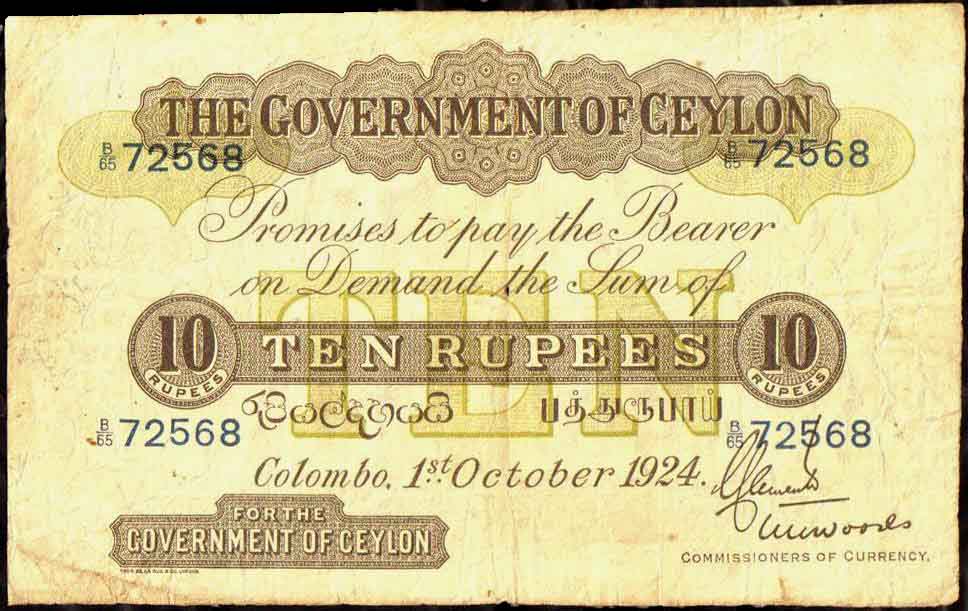 THE GOVERNMENT OF CEYLON
B/65 72568 B/65 72568
Promises to pay the Bearer
on Demand the Sum of
TEN
10 RUPEES TEN RUPEES 10 RUPEES
රුපියල්දහයයි பத்துரூபாய்
B/65 72568 B/65 72568
Colombo, 1st October 1924.
FOR THE
GOVERNMENT OF CEYLON
COMMISSIONERS OF CURRENCY.